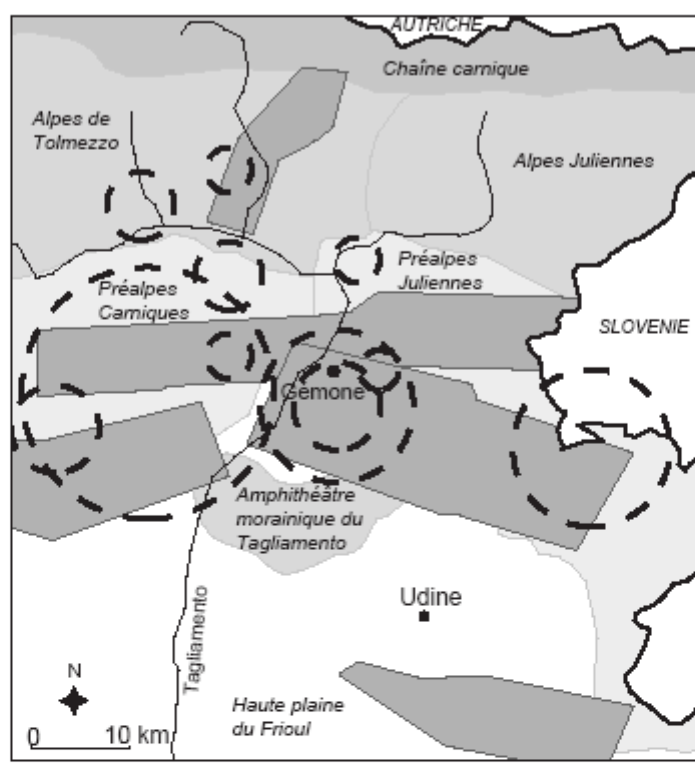 AUTRICHE
Chaîne carnique
Alpes de
Tolmezzo
Alpes Juliennes
Préalpes
Carniques
Préalpes
Juliennes
SLOVENIE
Gemone
Amphithéâtre
morainique du
Tagliamento
Udine
Tagliamento
N
Haute plaine
du Frioul
0 10 km